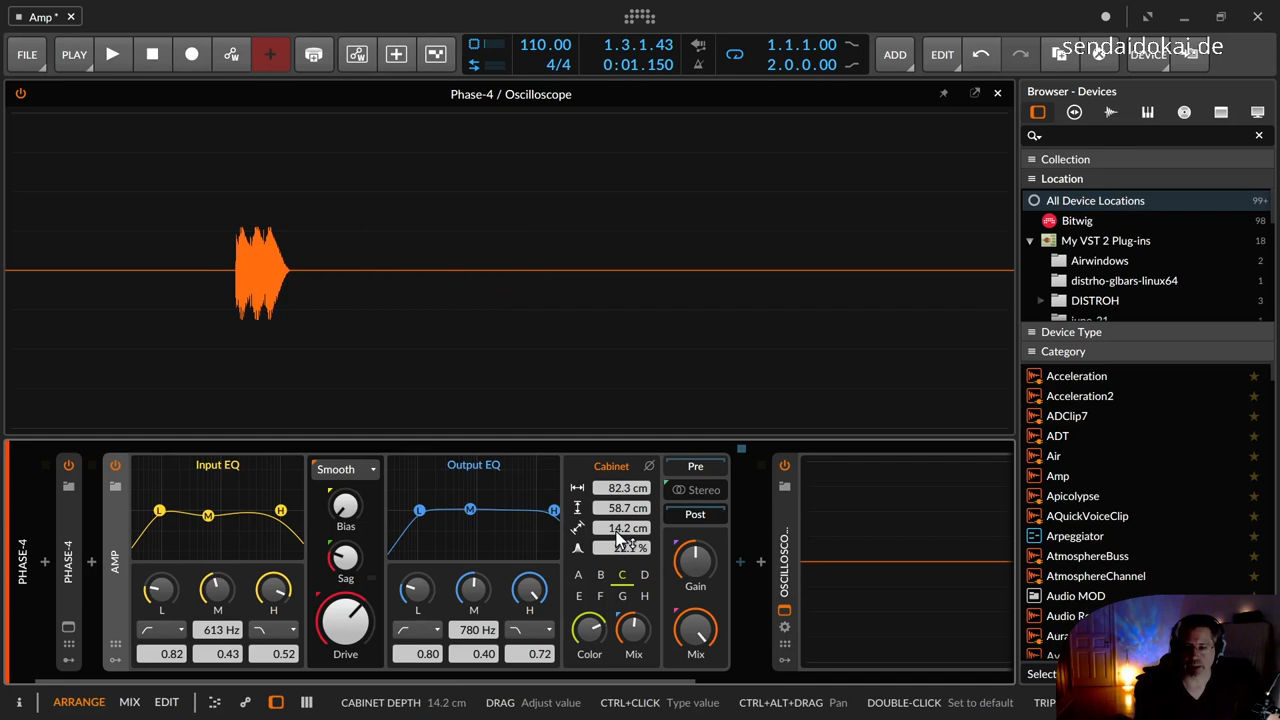 Amp *
FILE
PLAY
110.00
4/4
1.3.1.43
0:01.150
1.1.1.00
2.0.0.00
ADD
EDIT
DEVICE
sendaidokai.de
Phase-4 / Oscilloscope
Browser - Devices
Collection
Location
All Device Locations 99+
Bitwig 98
My VST 2 Plug-ins 18
Airwindows 2
distrho-glbars-linux64 1
DISTROH 3
Device Type
Category
Acceleration
Acceleration2
ADClip7
ADT
Air
Amp
Apicolypse
AQuickVoiceClip
Arpeggiator
AtmosphereBuss
AtmosphereChannel
Audio MOD
PHASE-4
PHASE-4
AMP
Input EQ
L M H
L M H
613 Hz
0.82 0.43 0.52
Smooth
Bias
Sag
Drive
Output EQ
L M H
L M H
780 Hz
0.80 0.40 0.72
Cabinet
82.3 cm
58.7 cm
14.2 cm
A B C D
E F G H
Color Mix
Pre
Stereo
Post
Gain
Mix
OSCILLOSCO...
i ARRANGE MIX EDIT
CABINET DEPTH 14.2 cm DRAG Adjust value CTRL+CLICK Type value CTRL+ALT+DRAG Pan DOUBLE-CLICK Set to default